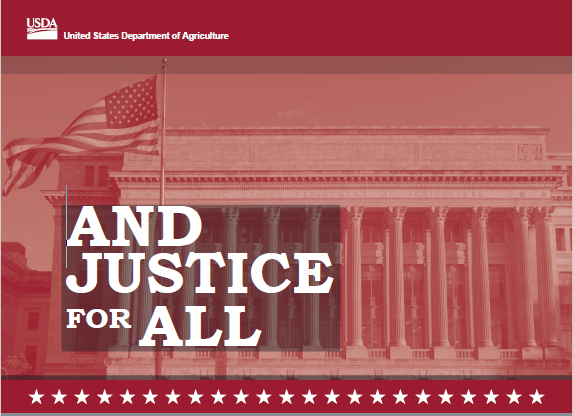 USDA
United States Department of Agriculture
AND
JUSTICE
FOR ALL